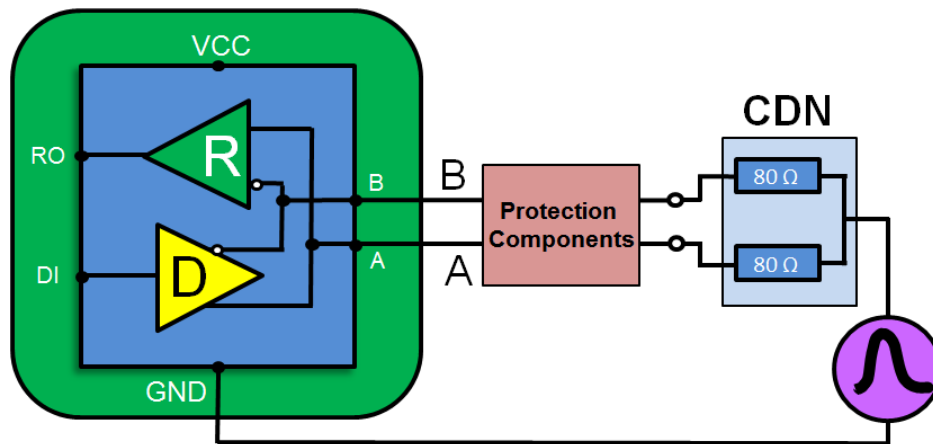 VCC
CDN
RO
R
80 Ω
B
B
Protection
Components
A
A
80 Ω
DI
D
GND